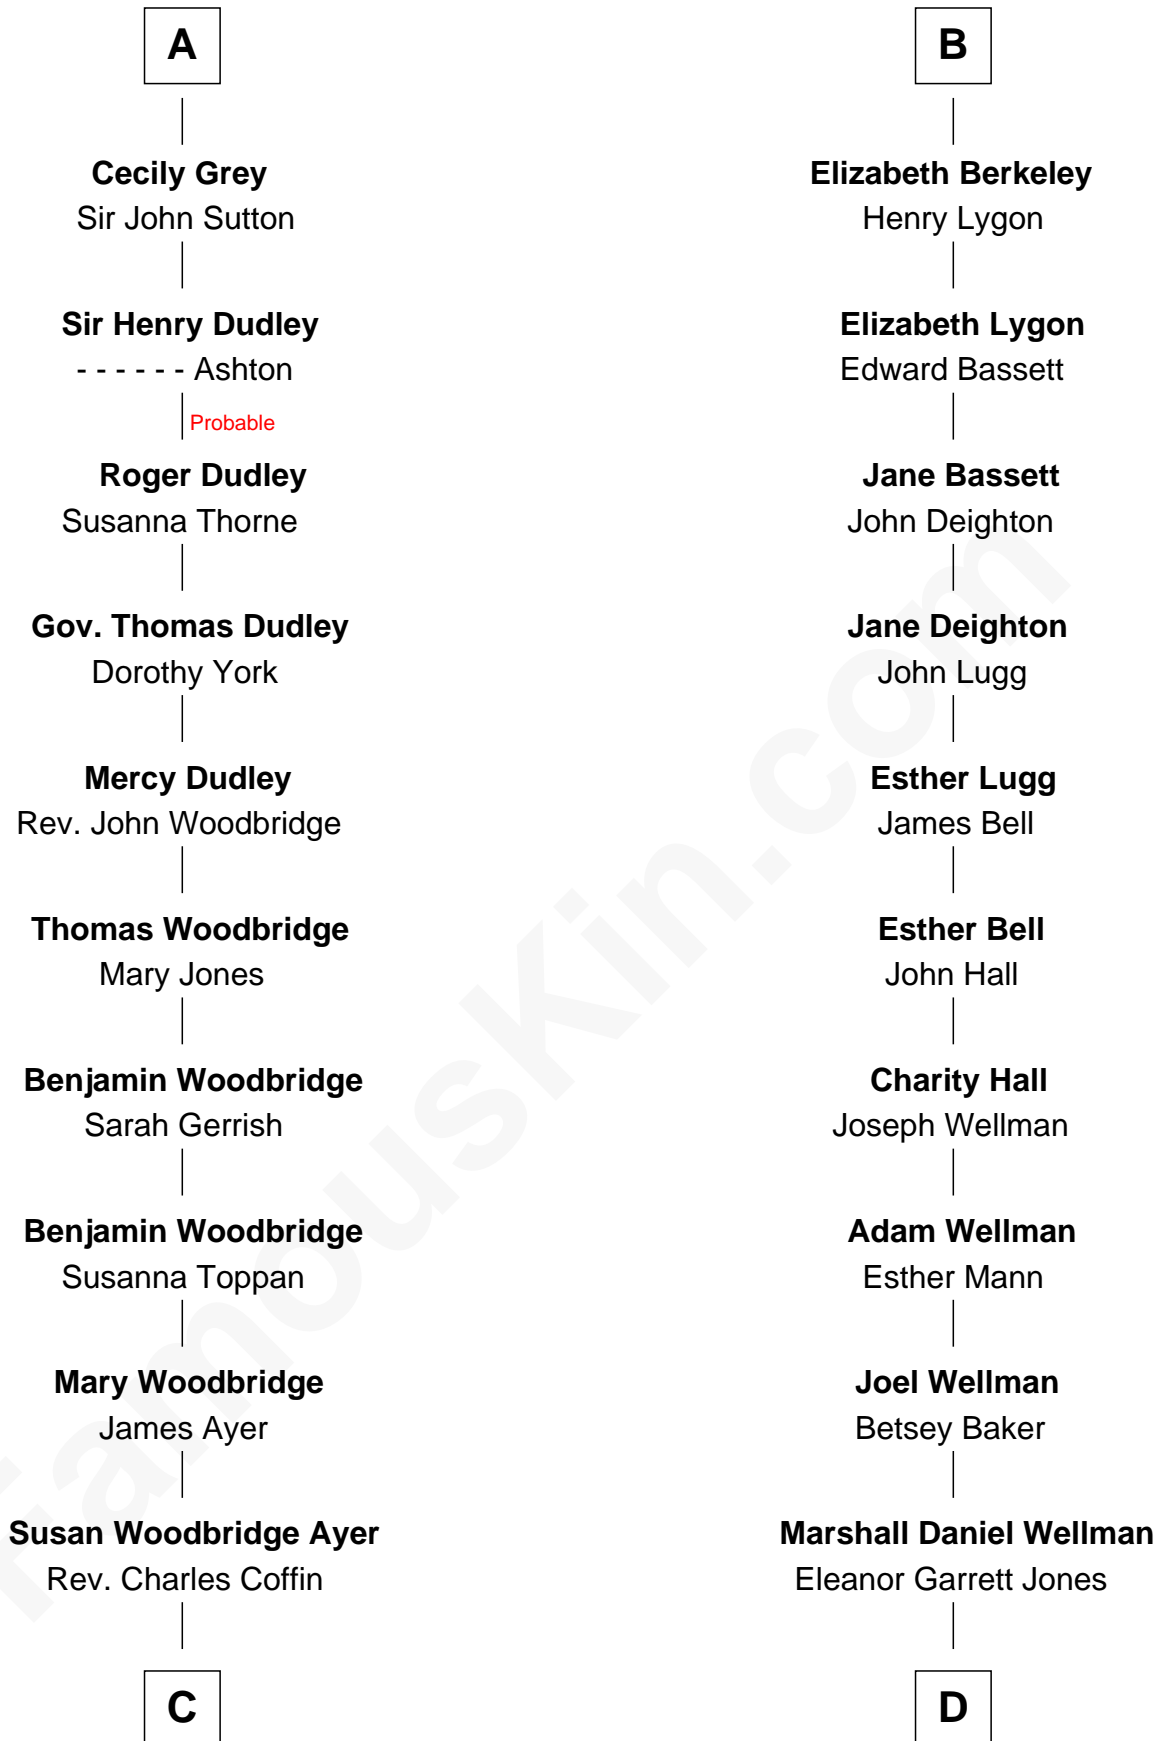 A
Cecily Grey
Sir John Sutton
Sir Henry Dudley
- - - - - - Ashton
Probable
Roger Dudley
Susanna Thorne
Gov. Thomas Dudley
Dorothy York
Mercy Dudley
Rev. John Woodbridge
Thomas Woodbridge
Mary Jones
Benjamin Woodbridge
Sarah Gerrish
Benjamin Woodbridge
Susanna Toppan
Mary Woodbridge
James Ayer
Susan Woodbridge Ayer
Rev. Charles Coffin
C
B
Elizabeth Berkeley
Henry Lygon
Elizabeth Lygon
Edward Bassett
Jane Bassett
John Deighton
Jane Deighton
John Lugg
Esther Lugg
James Bell
Esther Bell
John Hall
Charity Hall
Joseph Wellman
Adam Wellman
Esther Mann
Joel Wellman
Betsey Baker
Marshall Daniel Wellman
Eleanor Garrett Jones
D
FamousKin.com